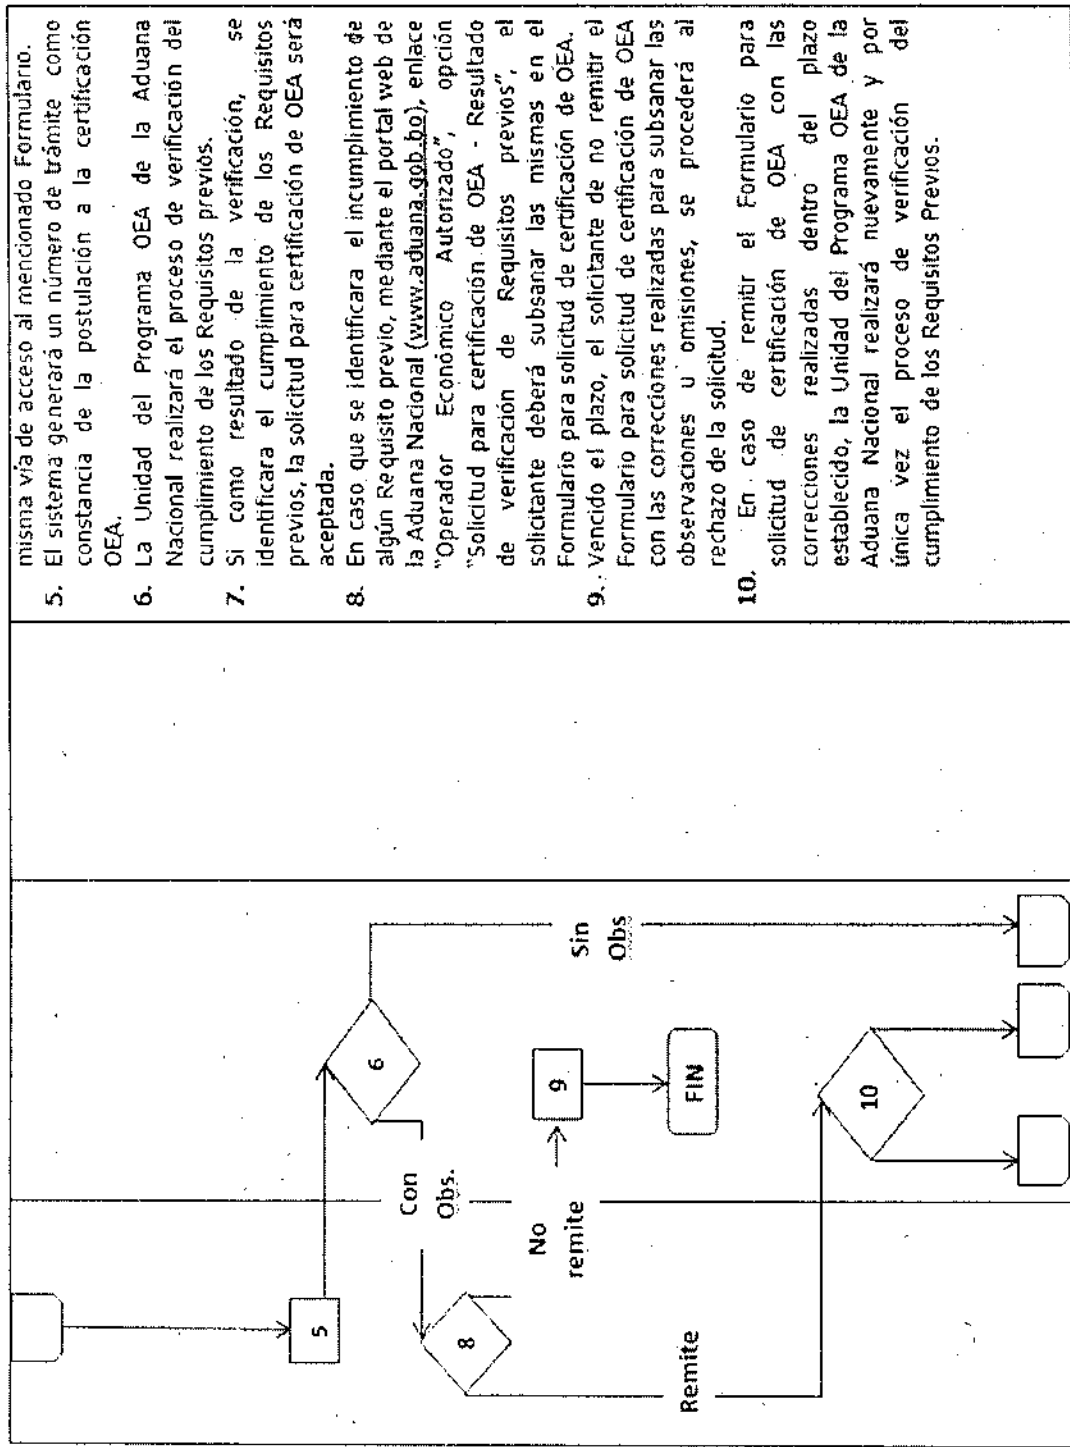 misma vía de acceso al mencionado Formulario.
5. El sistema generará un número de trámite como
constancia de la postulación a la certificación
OEA.
6. La Unidad del Programa OEA de la Aduana
Nacional realizará el proceso de verificación del
cumplimiento de los Requisitos previos.
7. Si como resultado de la verificación, se
identificara el cumplimiento de los Requisitos
previos, la solicitud para certificación de OEA será
aceptada.
8. En caso que se identificara el incumplimiento de
algún Requisito previo, mediante el portal web de
la Aduana Nacional (www.aduana.gob.bo), enlace
"Operador Económico Autorizado", opción
"Solicitud para certificación de OEA - Resultado
de verificación de Requisitos previos", el
solicitante deberá subsanar las mismas en el
Formulario para solicitud de certificación de OEA.
9. Vencido el plazo, el solicitante de no remitir el
Formulario para solicitud de certificación de OEA
con las correcciones realizadas para subsanar las
observaciones u omisiones, se procederá al
rechazo de la solicitud.
10. En caso de remitir el Formulario para
solicitud de certificación de OEA con las
correcciones realizadas dentro del plazo
establecido, la Unidad del Programa OEA de la
Aduana Nacional realizará nuevamente y por
única vez el proceso de verificación del
cumplimiento de los Requisitos Previos.
5
6
Con
Obs.
Sin
Obs
8
No
remite
9
FIN
Remite
10